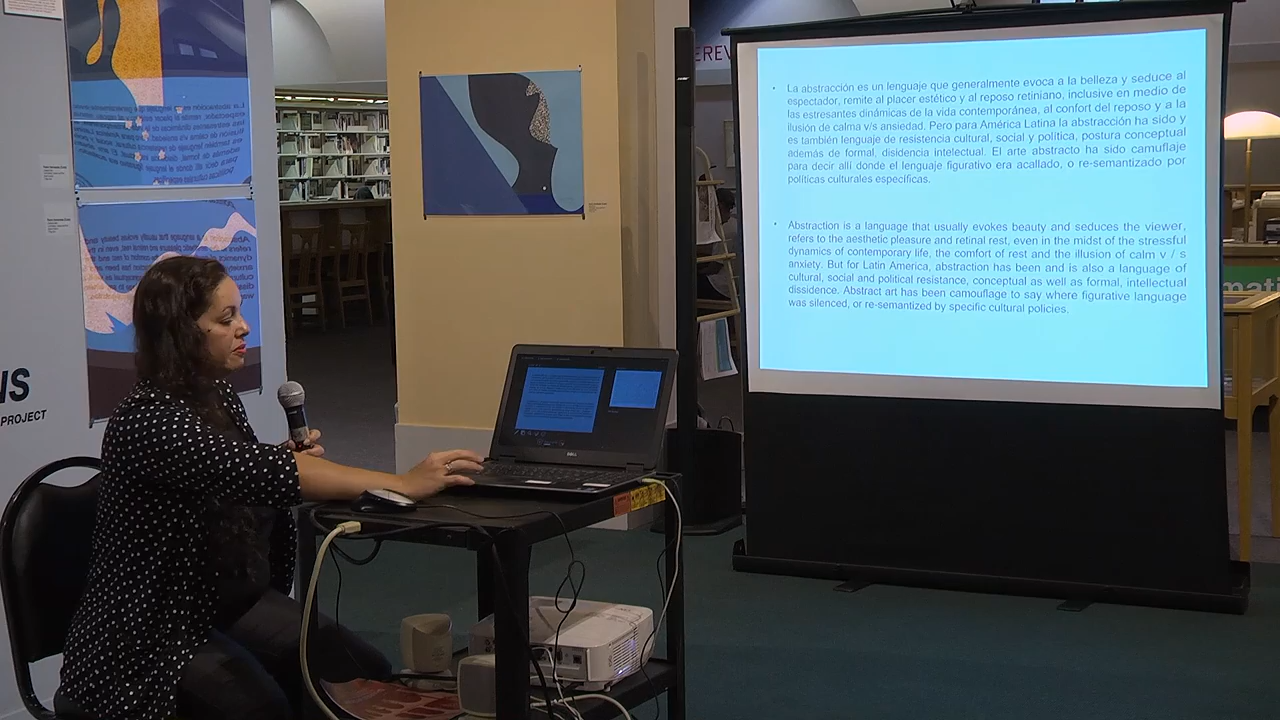 La abstracción es un lenguaje que generalmente evoca a la belleza y seduce al
espectador, remite al placer estético y al reposo retiniano, inclusive en medio de
las estresantes dinámicas de la vida contemporánea, al confort del reposo y a la
ilusión de calma v/s ansiedad. Pero para América Latina la abstracción ha sido y
es también lenguaje de resistencia cultural, social y política, postura conceptual
además de formal, disidencia intelectual. El arte abstracto ha sido camuflaje
para decir allí donde el lenguaje figurativo era acallado, o re-semantizado por
políticas culturales específicas.
Abstraction is a language that usually evokes beauty and seduces the viewer,
refers to the aesthetic pleasure and retinal rest, even in the midst of the stressful
dynamics of contemporary life, the comfort of rest and the illusion of calm v / s
anxiety. But for Latin America, abstraction has been and is also a language of
cultural, social and political resistance, conceptual as well as formal, intellectual
dissidence. Abstract art has been camouflage to say where figurative language
was silenced, or re-semantized by specific cultural policies.
EREV
mati
NS
PROJECT
DELL